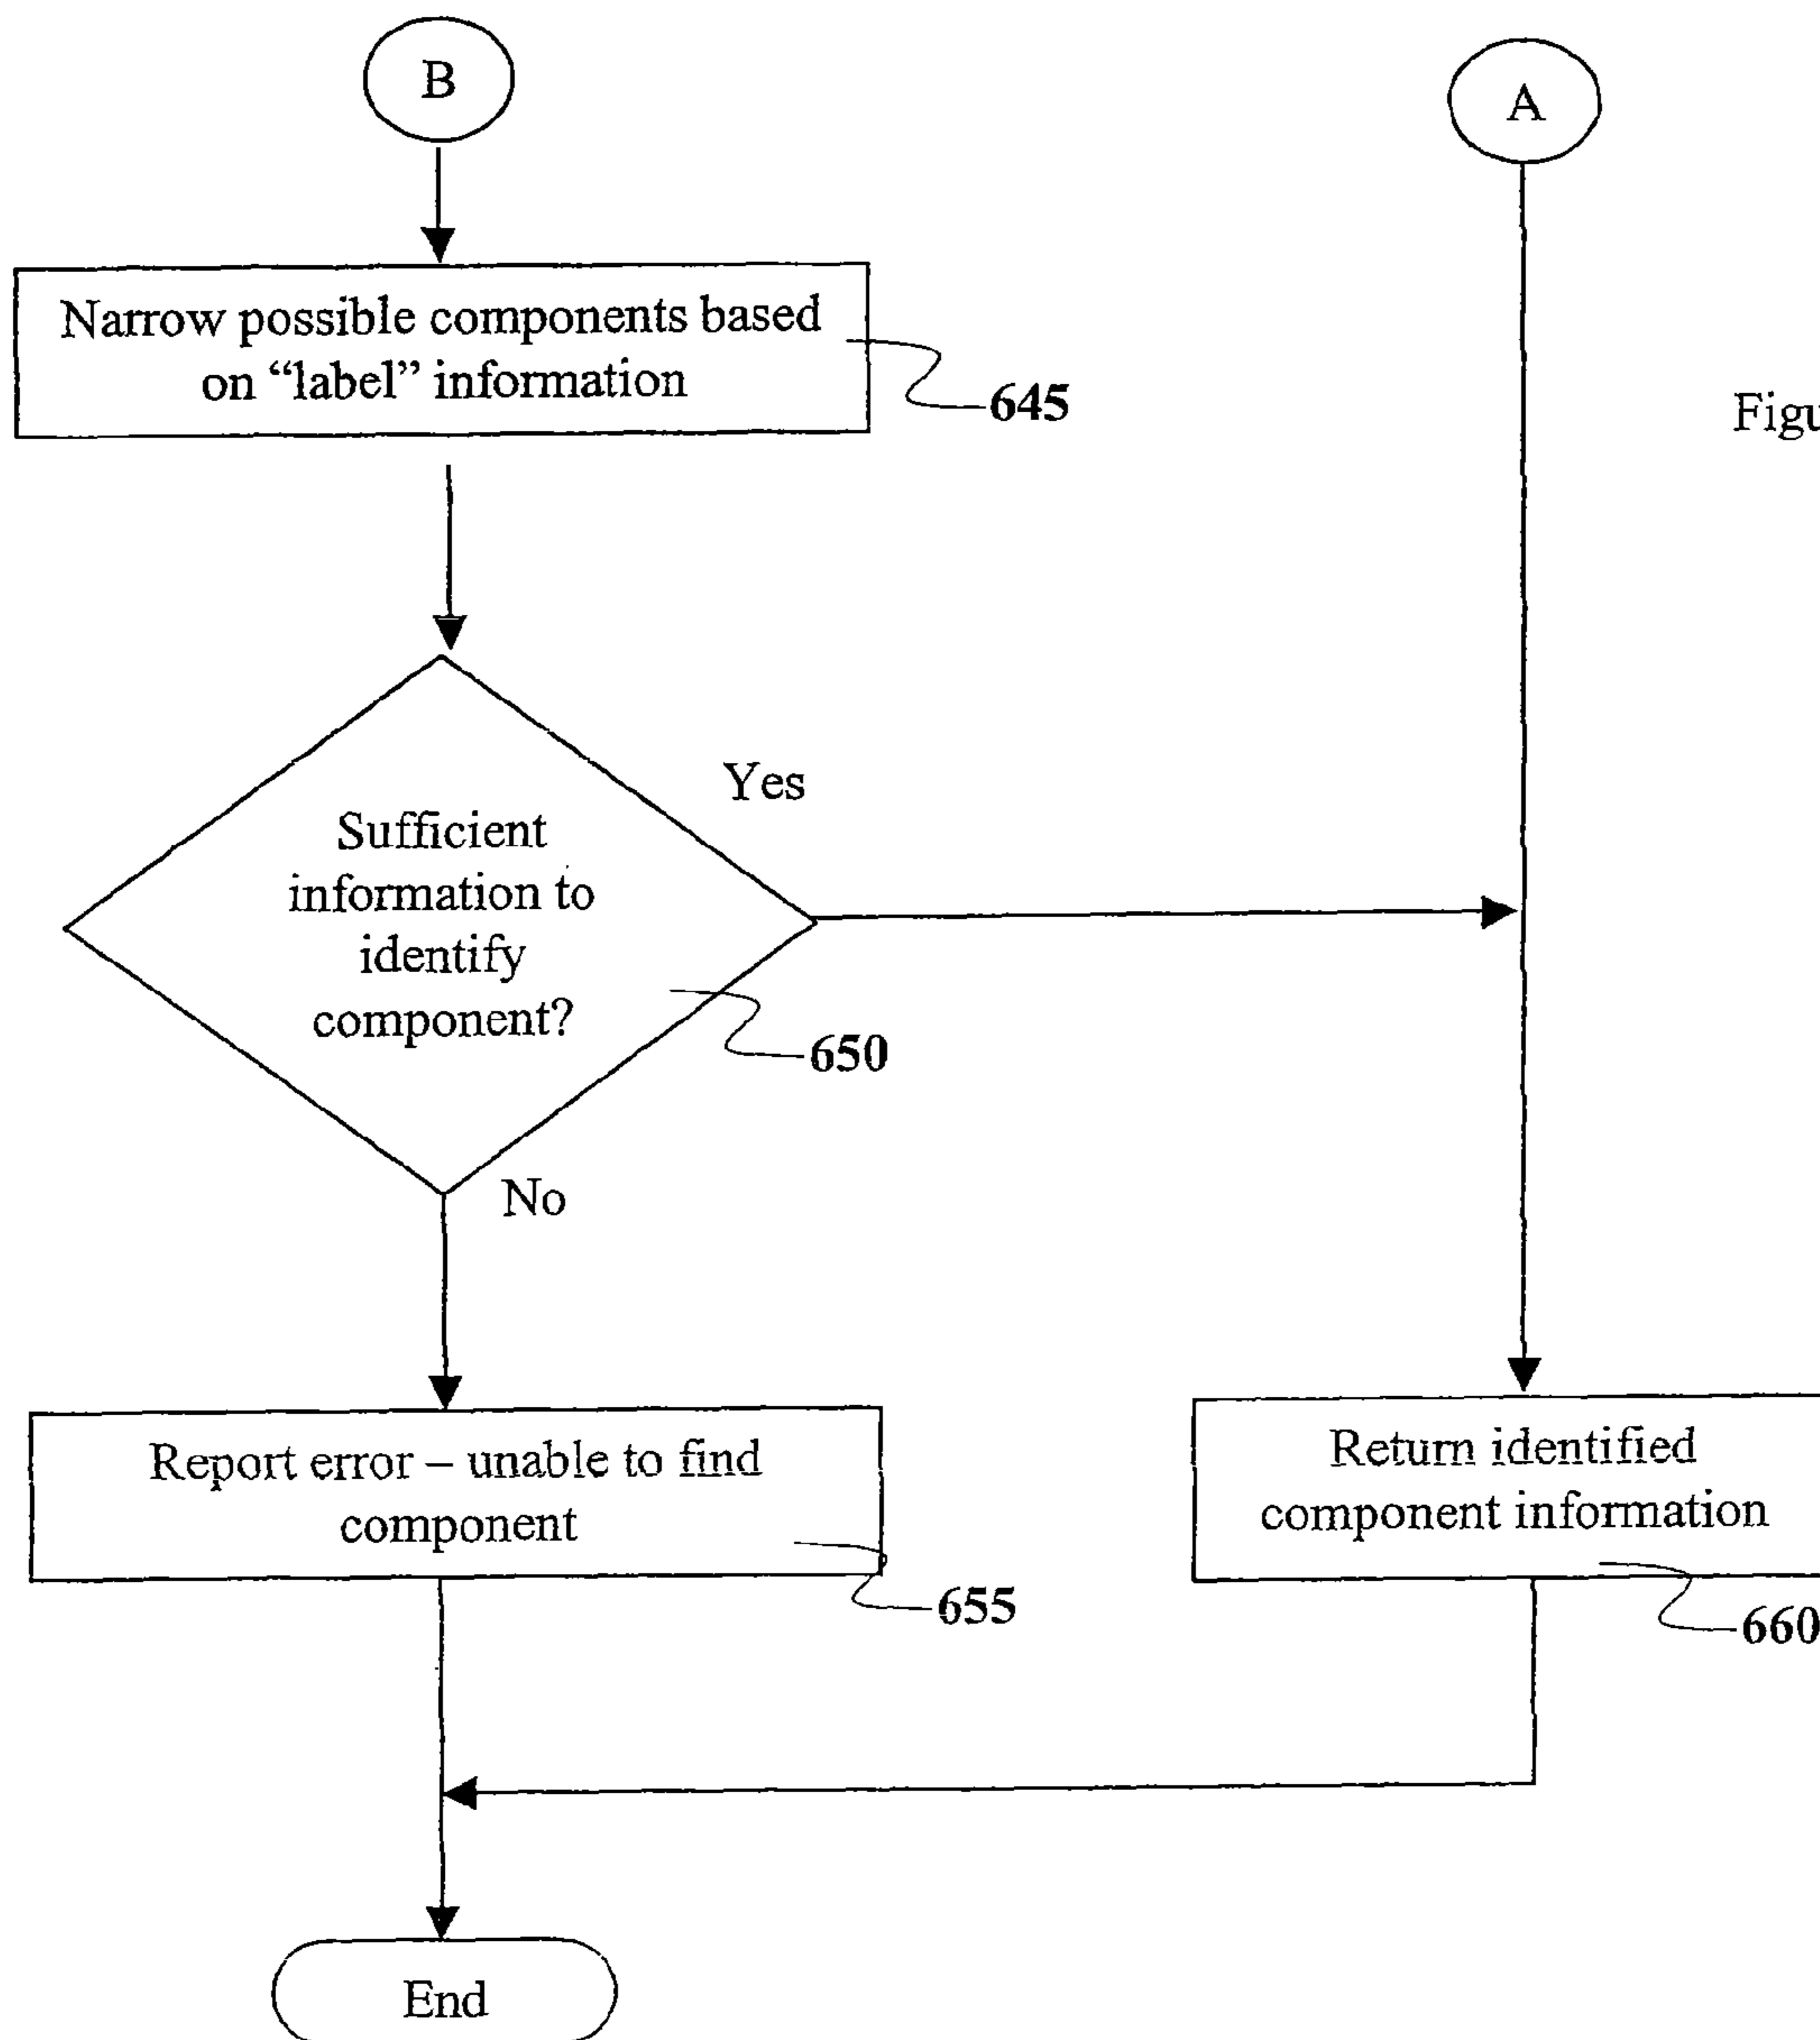 B
A
Narrow possible components based
on “label” information
645
Figu
Yes
Sufficient
information to
identify
component?
650
No
Report error – unable to find
component
655
Return identified
component information
660
End